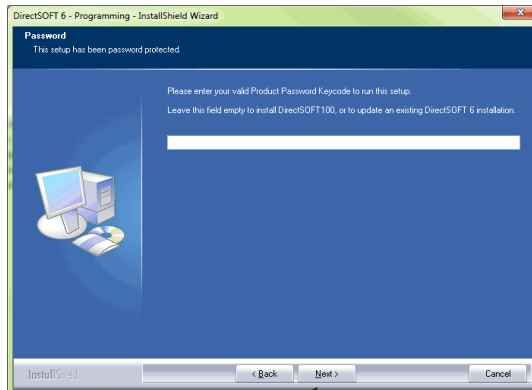 DirectSOFT 6 - Programming - InstallShield Wizard
Password
This setup has been password protected.
Please enter your valid Product Password Keycode to run this setup.
Leave this field empty to install DirectSOFT100, or to update an existing DirectSOFT 6 installation.
InstallShield
< Back
Next >
Cancel